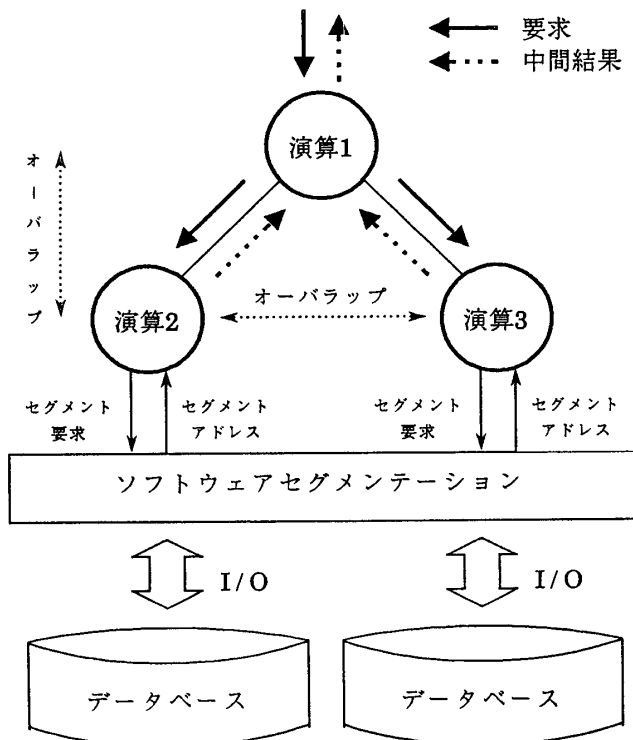 要求
中間結果
演算1
オーバラップ
オーバラップ
演算2
演算3
セグメント
要求
セグメント
アドレス
セグメント
要求
セグメント
アドレス
ソフトウェアセグメンテーション
I/O
I/O
データベース
データベース